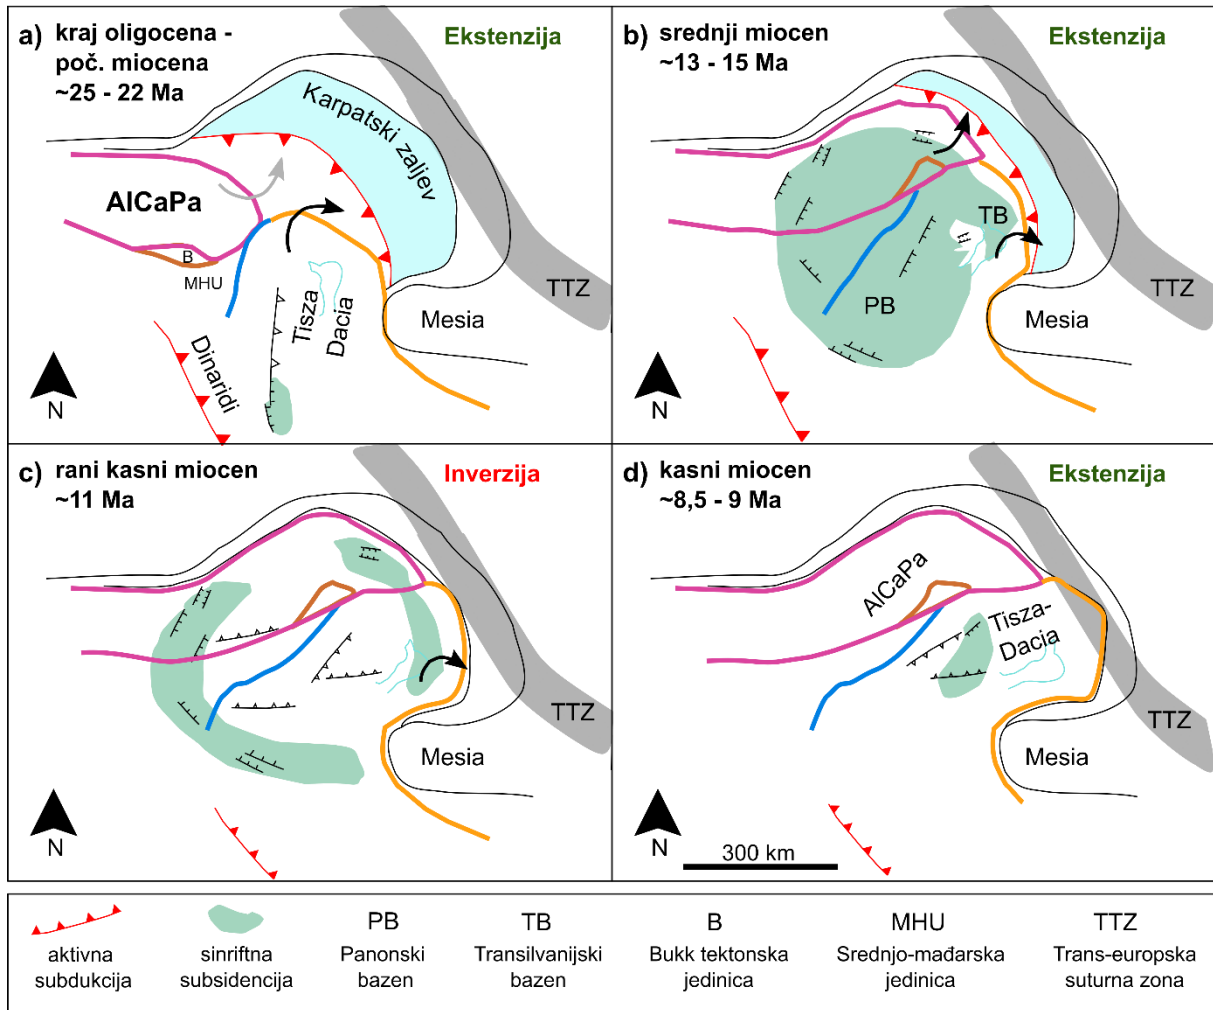 a) kraj oligocena -
poč. miocena
~25 - 22 Ma
Ekstenzija
Karpatski zaljev
AlCaPa
B
MHU
Tisza
Dacia
Dinaridi
Mesia
TTZ
N
b) srednji miocen
~13 - 15 Ma
Ekstenzija
TB
PB
Mesia
TTZ
N
c) rani kasni miocen
~11 Ma
Inverzija
Mesia
TTZ
N
d) kasni miocen
~8,5 - 9 Ma
Ekstenzija
AlCaPa
Tisza-
Dacia
Mesia
TTZ
N
300 km
aktivna
subdukcija
sinriftna
subsidencija
PB
Panonski
bazen
TB
Transilvanijski
bazen
B
Bukk tektonska
jedinica
MHU
Srednjo-mađarska
jedinica
TTZ
Trans-europska
suturna zona